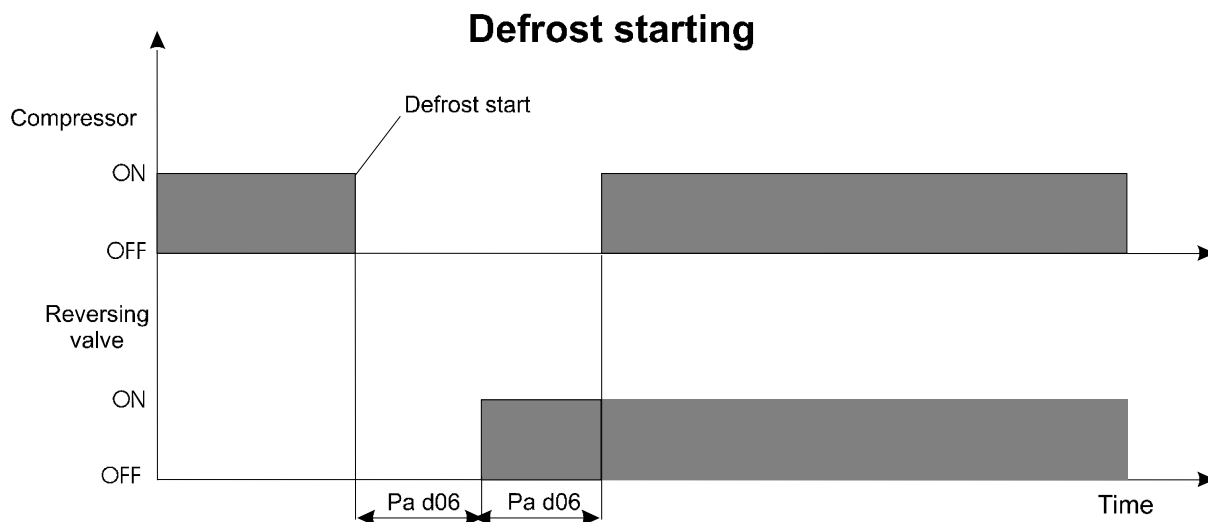 Defrost starting
Defrost start
Compressor
ON
OFF
Reversing
valve
ON
OFF
Pa d06
Pa d06
Time